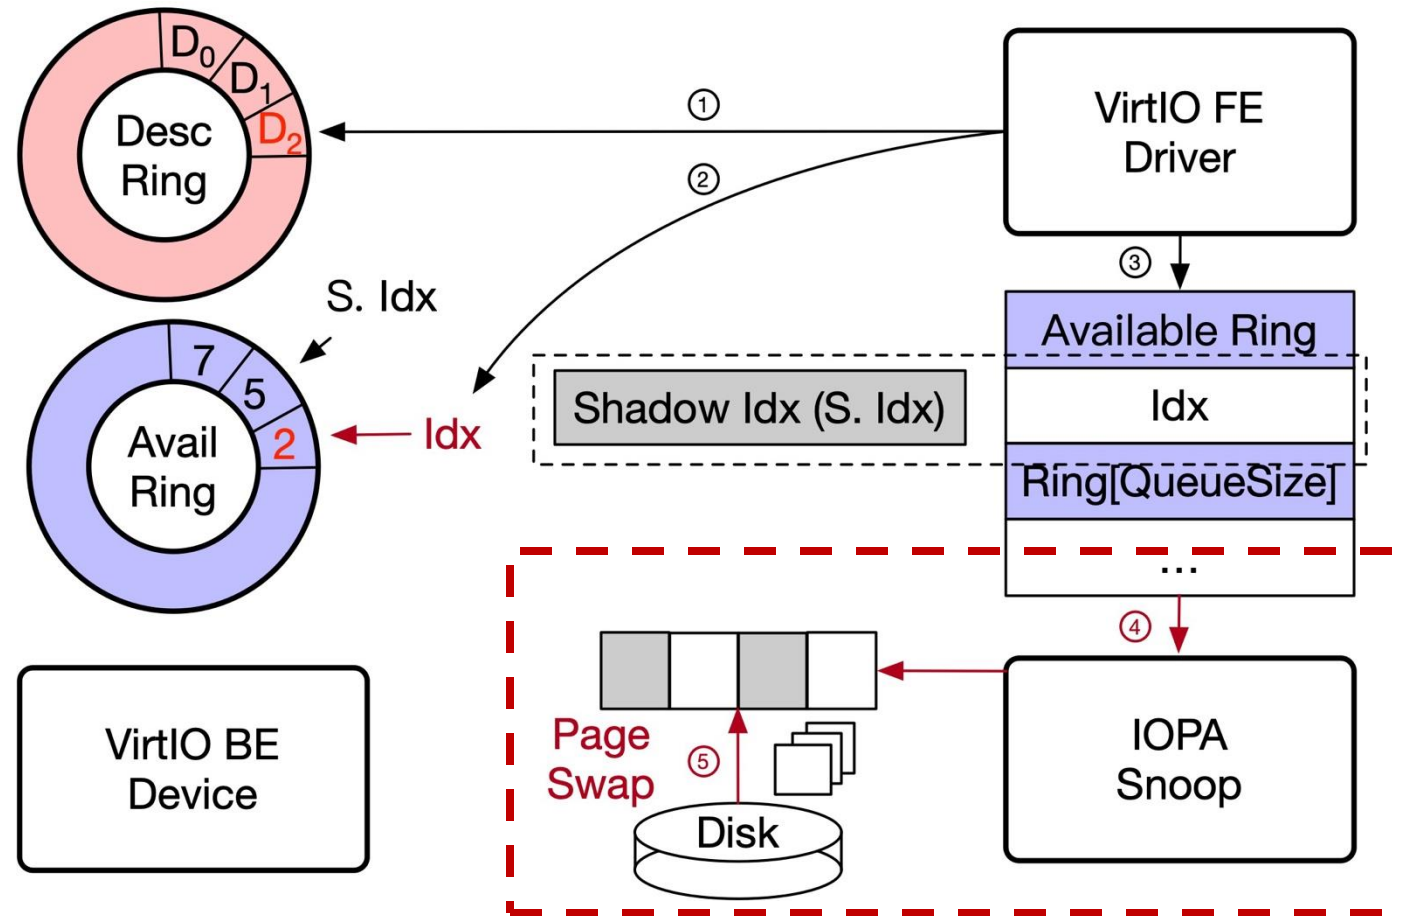 D0
D1
D2
Desc
Ring
①
VirtIO FE
Driver
②
③
S. Idx
7
5
2
Avail
Ring
Idx
Shadow Idx (S. Idx)
Available Ring
Idx
Ring[QueueSize]
...
④
VirtIO BE
Device
Page
Swap
⑤
Disk
IOPA
Snoop